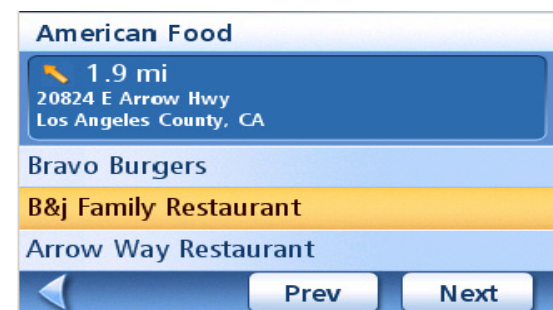 American Food
1.9 mi
20824 E Arrow Hwy
Los Angeles County, CA
Bravo Burgers
B&j Family Restaurant
Arrow Way Restaurant
Prev Next